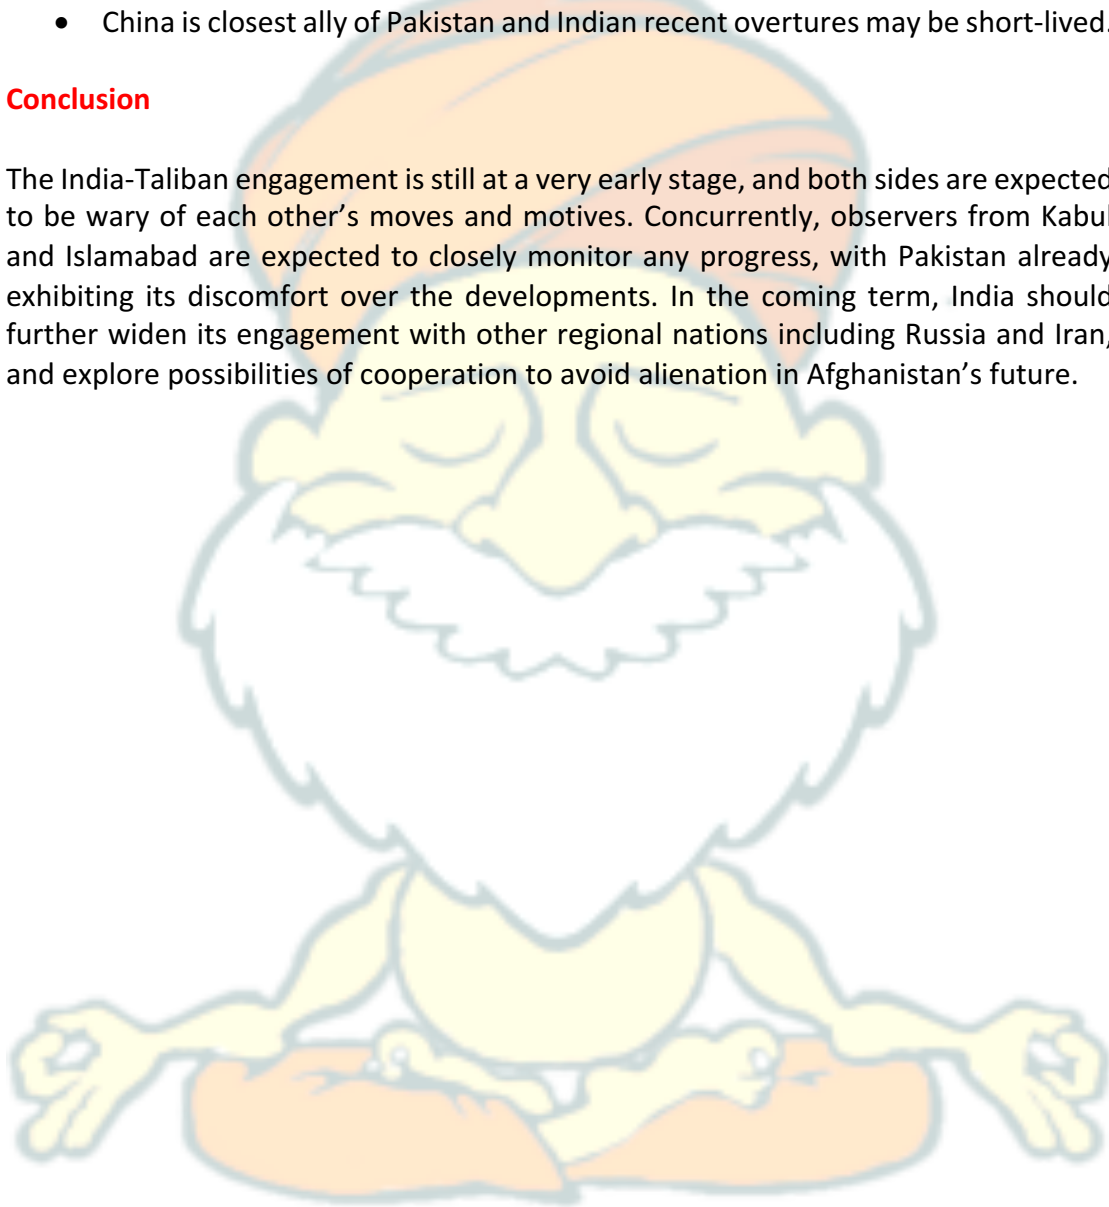 • China is closest ally of Pakistan and Indian recent overtures may be short-lived.
Conclusion
The India-Taliban engagement is still at a very early stage, and both sides are expected
to be wary of each other’s moves and motives. Concurrently, observers from Kabul
and Islamabad are expected to closely monitor any progress, with Pakistan already
exhibiting its discomfort over the developments. In the coming term, India should
further widen its engagement with other regional nations including Russia and Iran,
and explore possibilities of cooperation to avoid alienation in Afghanistan’s future.